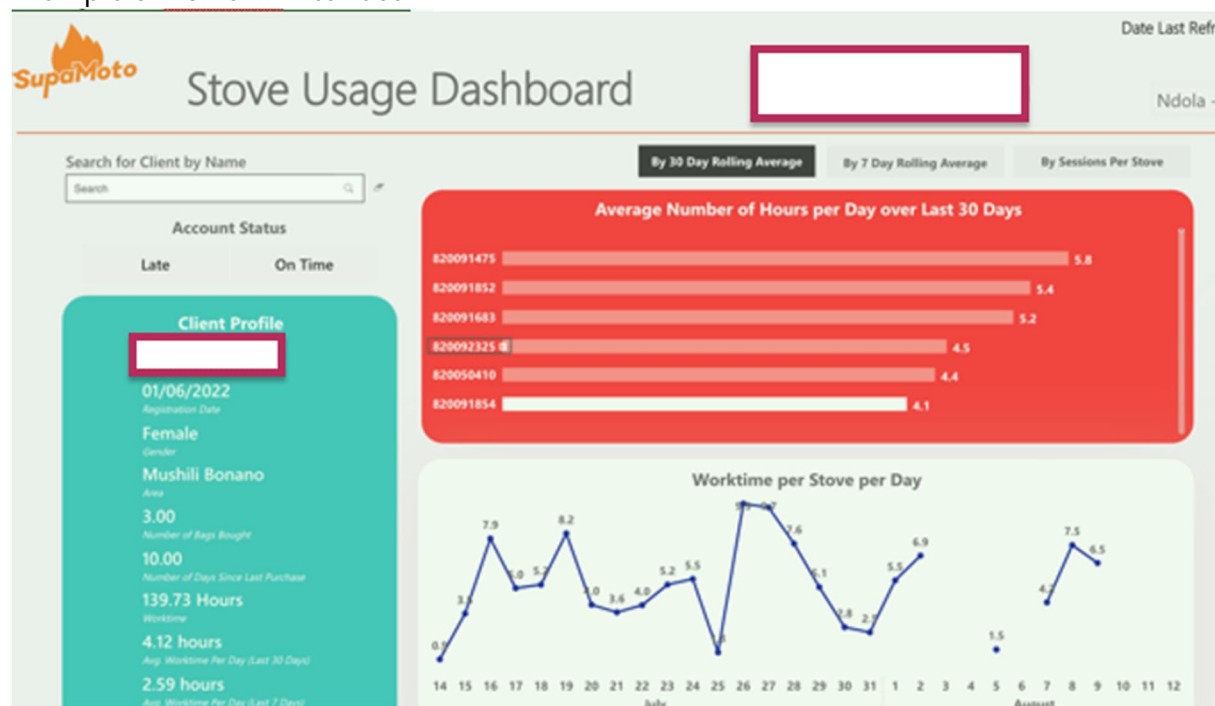 Date Last Refr
SupaMoto
Stove Usage Dashboard
Ndola -
Search for Client by Name
Search
Account Status
Late On Time
Client Profile
01/06/2022
Registration Date
Female
Gender
Mushili Bonano
Area
3.00
Number of Bags Bought
10.00
Number of Days Since Last Purchase
139.73 Hours
Worktime
4.12 hours
Avg. Worktime Per Day (Last 30 Days)
2.59 hours
Avg. Worktime Per Day (Last 7 Days)
By 30 Day Rolling Average By 7 Day Rolling Average By Sessions Per Stove
Average Number of Hours per Day over Last 30 Days
820091475 5.8
820091852 5.4
820091683 5.2
820092325 4.5
820050410 4.4
820091854 4.1
Worktime per Stove per Day
7.9 8.2 3.6 4.0 5.2 5.5 6.9 1.5 7.5 6.5
14 15 16 17 18 19 20 21 22 23 24 25 26 27 28 29 30 31 1 2 3 4 5 6 7 8 9 10 11 12
July August